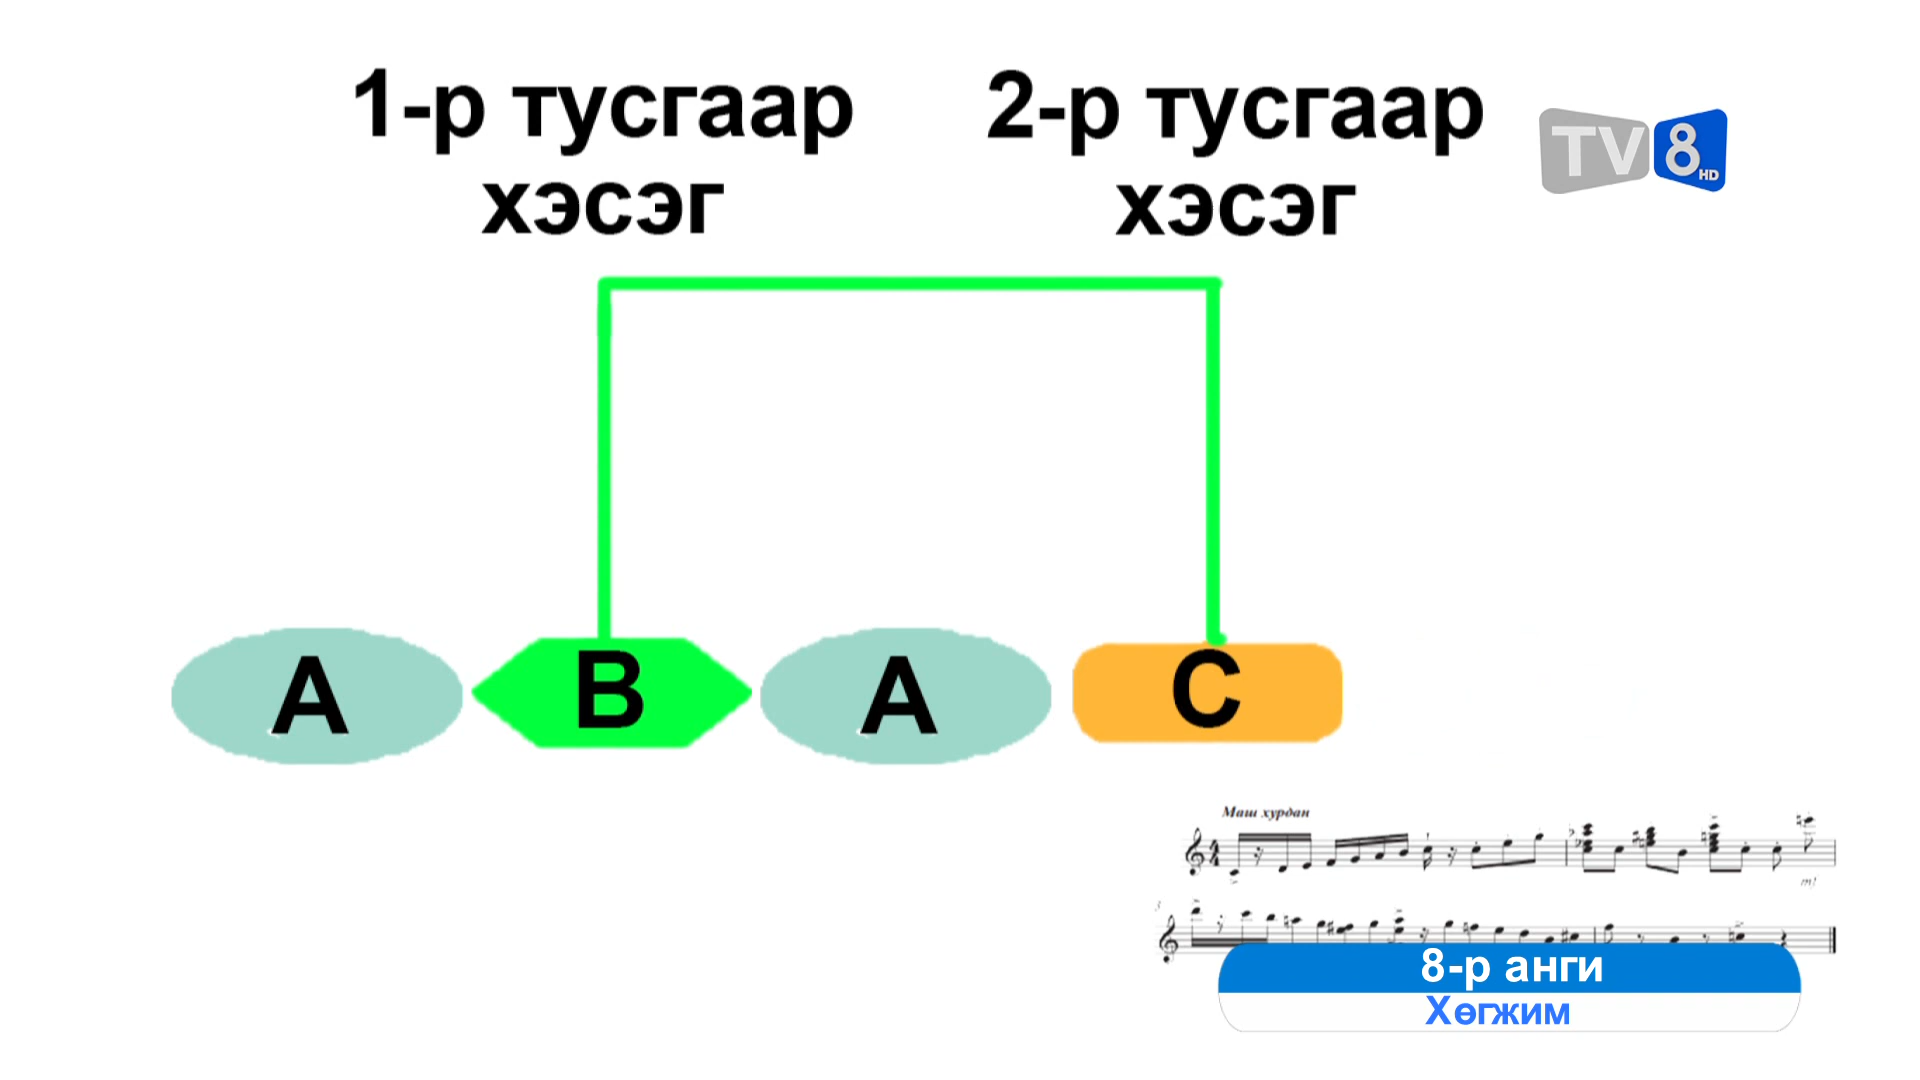 1-р тусгаар
хэсэг
2-р тусгаар
хэсэг
TV8
HD
A
B
A
C
Маш хурдан
8-р анги
Хөгжим